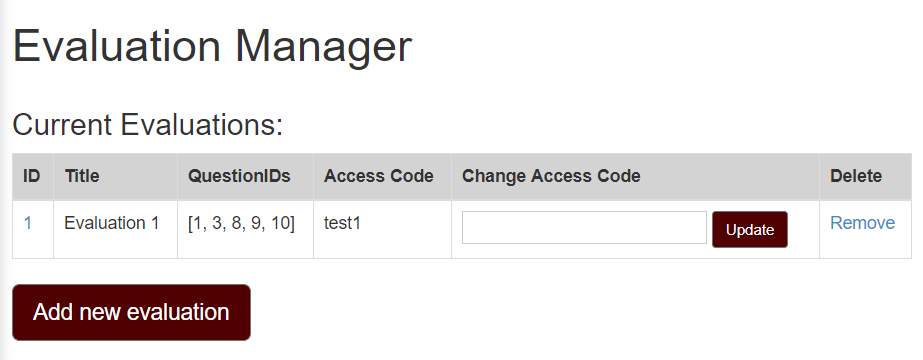 Evaluation Manager
Current Evaluations:
ID Title QuestionIDs Access Code Change Access Code Delete
1 Evaluation 1 [1, 3, 8, 9, 10] test1 Update Remove
Add new evaluation